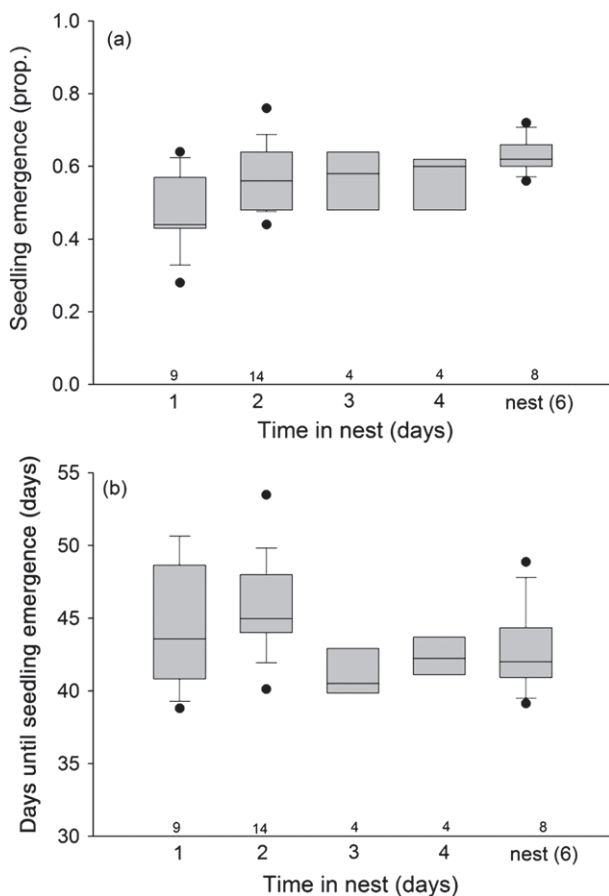 (a)
Seedling emergence (prop.)
1.0
0.8
0.6
0.4
0.2
0.0
9 14 4 4 8
1 2 3 4 nest (6)
Time in nest (days)
(b)
Days until seedling emergence (days)
55
50
45
40
35
30
9 14 4 4 8
1 2 3 4 nest (6)
Time in nest (days)